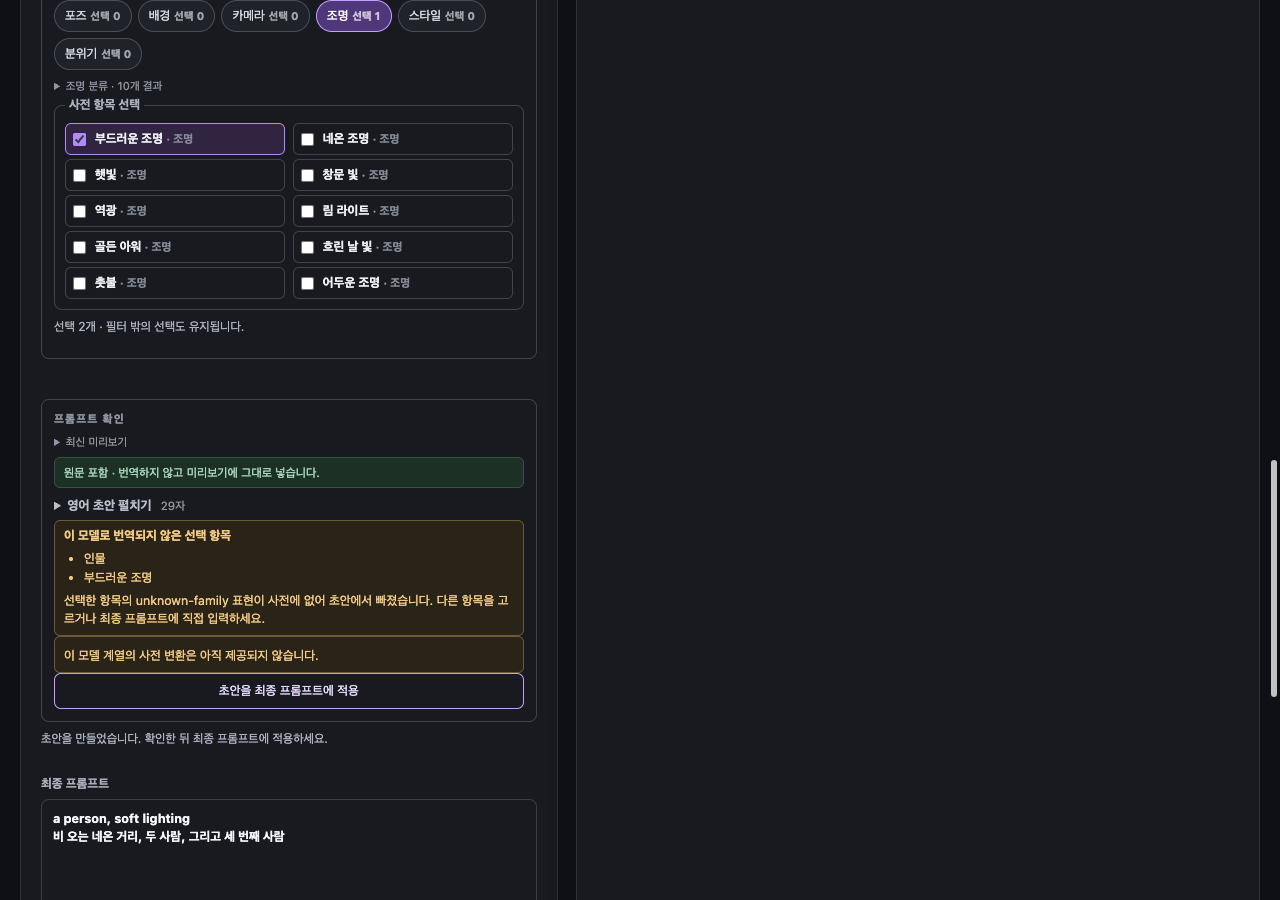 포즈 선택 0
배경 선택 0
카메라 선택 0
조명 선택 1
스타일 선택 0
분위기 선택 0
조명 분류 · 10개 결과
사전 항목 선택
부드러운 조명 · 조명
네온 조명 · 조명
햇빛 · 조명
창문 빛 · 조명
역광 · 조명
림 라이트 · 조명
골든 아워 · 조명
흐린 날 빛 · 조명
촛불 · 조명
어두운 조명 · 조명
선택 2개 · 필터 밖의 선택도 유지됩니다.
프롬프트 확인
최신 미리보기
원문 포함 · 번역하지 않고 미리보기에 그대로 넣습니다.
영어 초안 펼치기 29자
이 모델로 번역되지 않은 선택 항목
• 인물
• 부드러운 조명
선택한 항목의 unknown-family 표현이 사전에 없어 초안에서 빠졌습니다. 다른 항목을 고
르거나 최종 프롬프트에 직접 입력하세요.
이 모델 계열의 사전 변환은 아직 제공되지 않습니다.
초안을 최종 프롬프트에 적용
초안을 만들었습니다. 확인한 뒤 최종 프롬프트에 적용하세요.
최종 프롬프트
a person, soft lighting
비 오는 네온 거리, 두 사람, 그리고 세 번째 사람